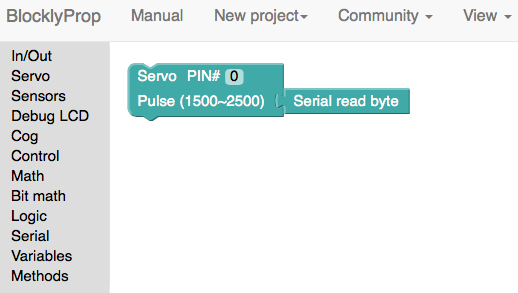 BlocklyProp Manual New project Community View
In/Out
Servo
Sensors
Debug LCD
Cog
Control
Math
Bit math
Logic
Serial
Variables
Methods
Servo PIN# 0
Pulse (1500~2500) Serial read byte